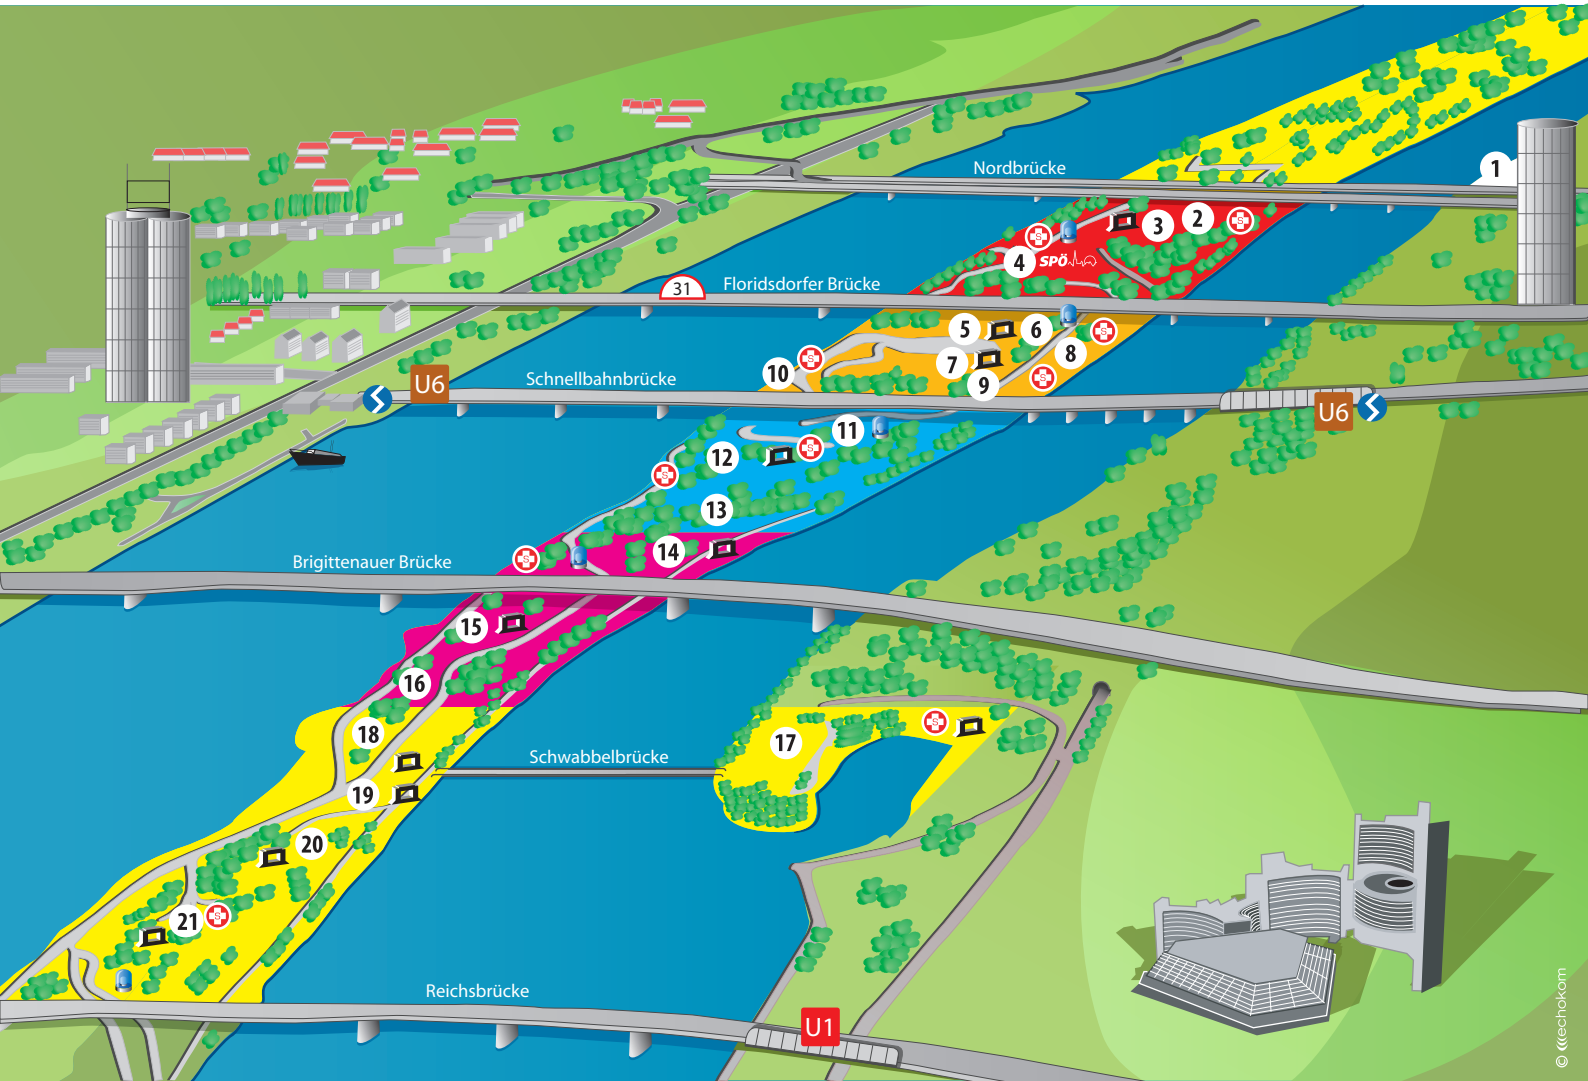 Nordbrücke
1
2
3
4
SPÖ
31
Floridsdorfer Brücke
5
6
7
8
9
10
Schnellbahnbrücke
U6
U6
11
12
13
Brigittenauer Brücke
14
15
16
17
18
Schwabbelbrücke
19
20
21
Reichsbrücke
U1
© echokom
S
S
S
S
S
S
S
S
S
S
S